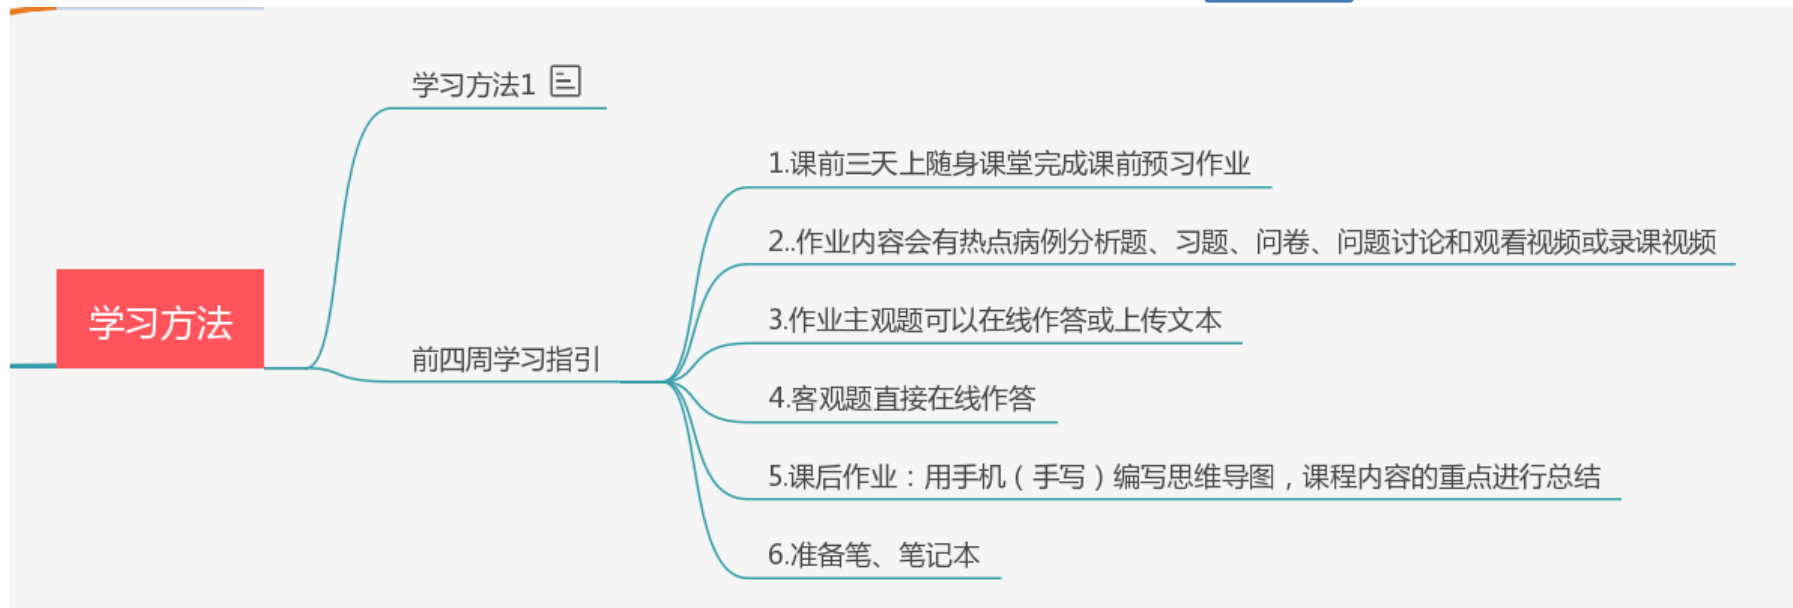 学习方法1
1.课前三天上随身课堂完成课前预习作业
2..作业内容会有热点病例分析题、习题、问卷、问题讨论和观看视频或录课视频
学习方法
3.作业主观题可以在线作答或上传文本
前四周学习指引
4.客观题直接在线作答
5.课后作业：用手机（手写）编写思维导图，课程内容的重点进行总结
6.准备笔、笔记本